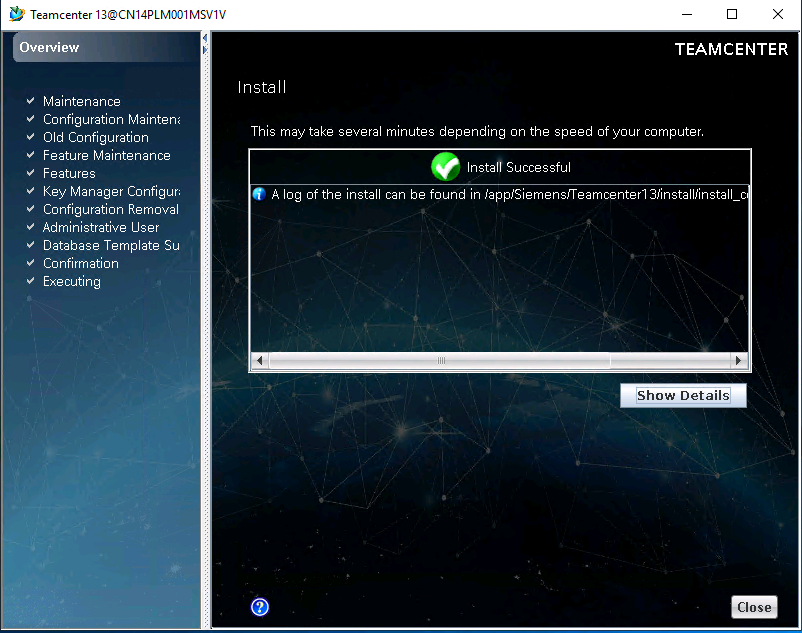 Teamcenter 13@CN14PLM001MSV1V
Overview
TEAMCENTER
Maintenance
Configuration Maintena
Old Configuration
Feature Maintenance
Features
Key Manager Configura
Configuration Removal
Administrative User
Database Template Su
Confirmation
Executing
Install
This may take several minutes depending on the speed of your computer.
Install Successful
A log of the install can be found in /app/Siemens/Teamcenter13/install/install_c
Show Details
?
Close